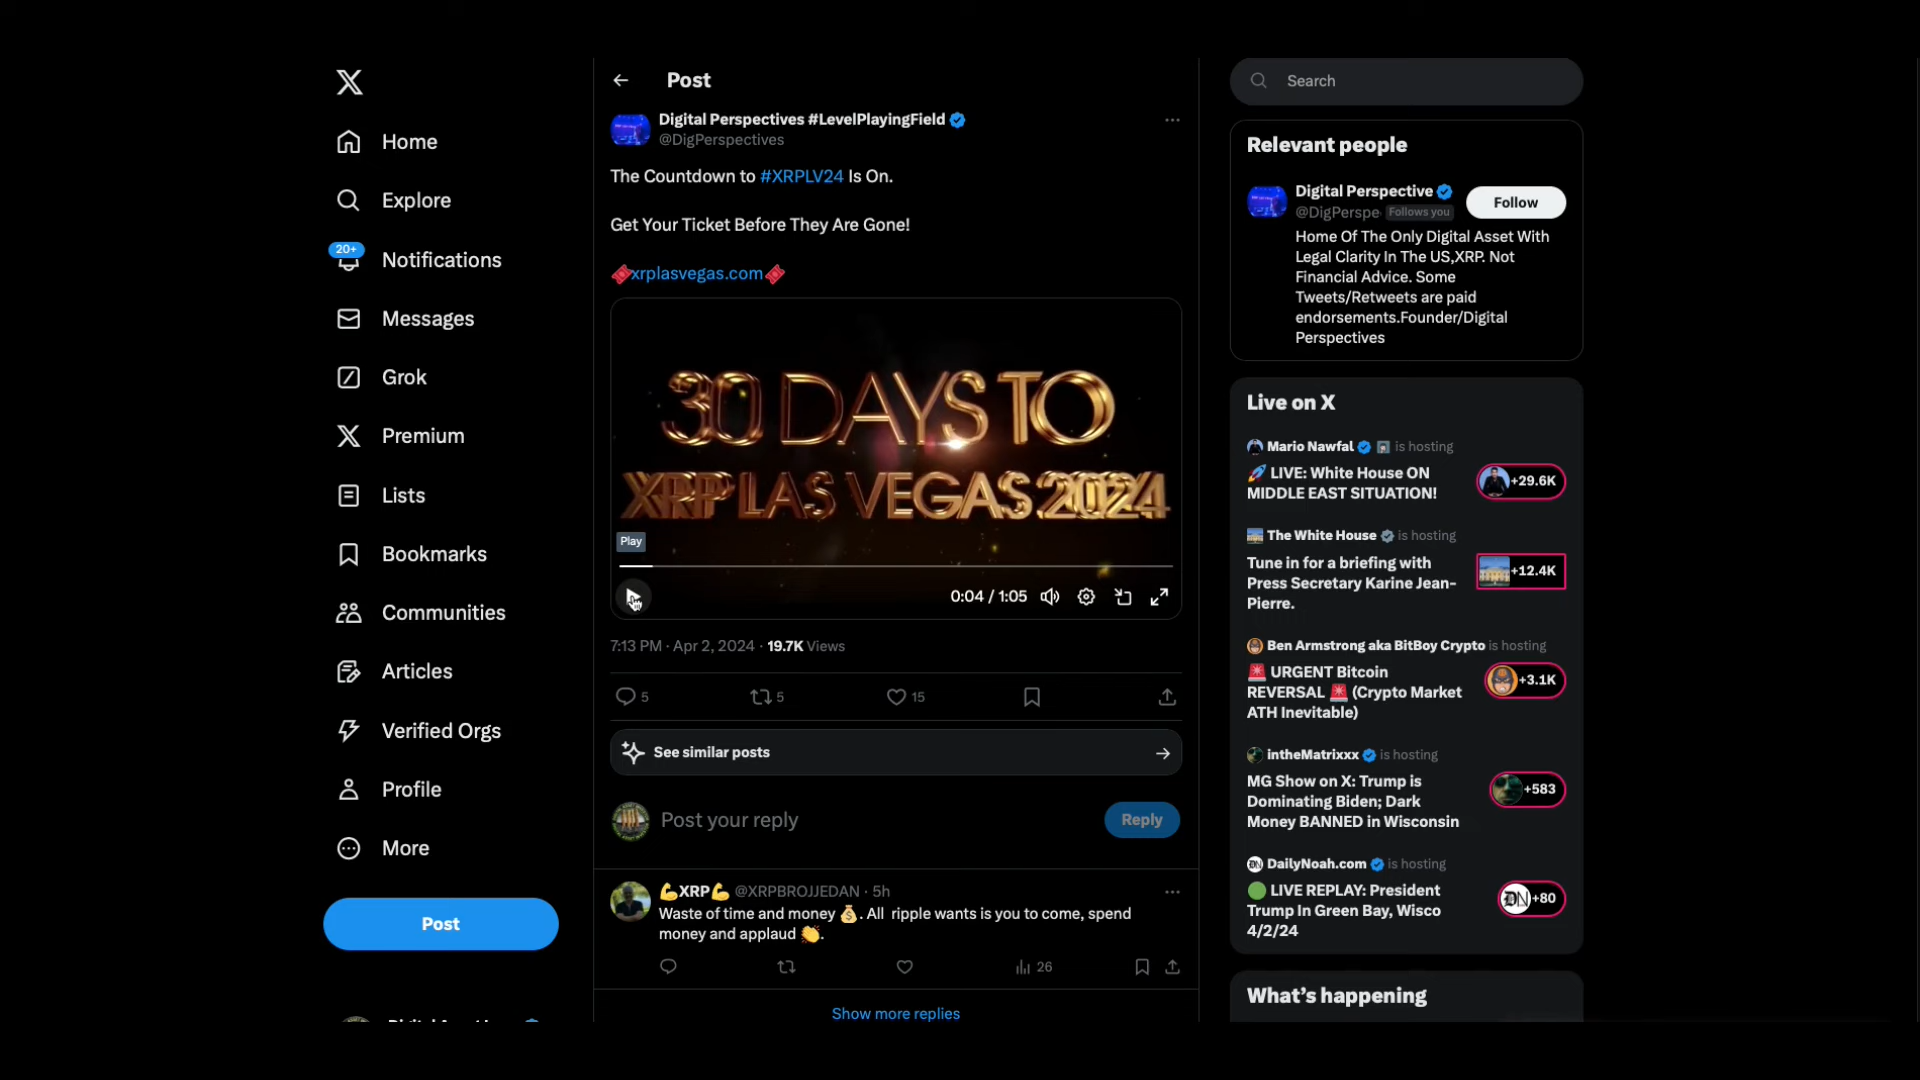 Home
Explore
20+
Notifications
Messages
Grok
Premium
Lists
Bookmarks
Communities
Articles
Verified Orgs
Profile
More
Post
Post
Digital Perspectives #LevelPlayingField
@DigPerspectives
The Countdown to #XRPLV24 Is On.
Get Your Ticket Before They Are Gone!
xrplasvegas.com
30 DAYS TO
XRP LAS VEGAS 2024
Play
0:04 / 1:05
7:13 PM · Apr 2, 2024 · 19.7K Views
5 5 15
See similar posts
Post your reply
Reply
💪XRP💪 @XRPBROJJEDAN · 5h
Waste of time and money 💰. All ripple wants is you to come, spend
money and applaud 👏.
26
Show more replies
Search
Relevant people
Digital Perspective
@DigPerspe Follows you
Follow
Home Of The Only Digital Asset With
Legal Clarity In The US,XRP. Not
Financial Advice. Some
Tweets/Retweets are paid
endorsements.Founder/Digital
Perspectives
Live on X
Mario Nawfal is hosting
🚀 LIVE: White House ON
MIDDLE EAST SITUATION!
+29.6K
The White House is hosting
Tune in for a briefing with
Press Secretary Karine Jean-
Pierre.
+12.4K
Ben Armstrong aka BitBoy Crypto is hosting
🚨 URGENT Bitcoin
REVERSAL 🚨 (Crypto Market
ATH Inevitable)
+3.1K
intheMatrixxx is hosting
MG Show on X: Trump is
Dominating Biden; Dark
Money BANNED in Wisconsin
+583
DailyNoah.com is hosting
🟢 LIVE REPLAY: President
Trump In Green Bay, Wisco
4/2/24
DN
+80
What's happening